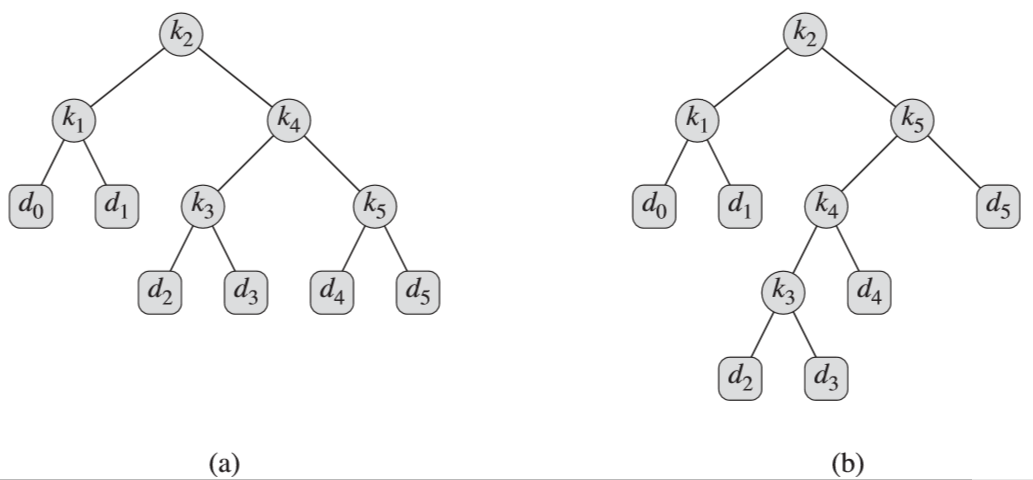 k2 k2
k1 k4 k1 k5
d0 d1 k3 k5 d0 d1 k4 d5
d2 d3 d4 d5 k3 d4
d2 d3
(a) (b)